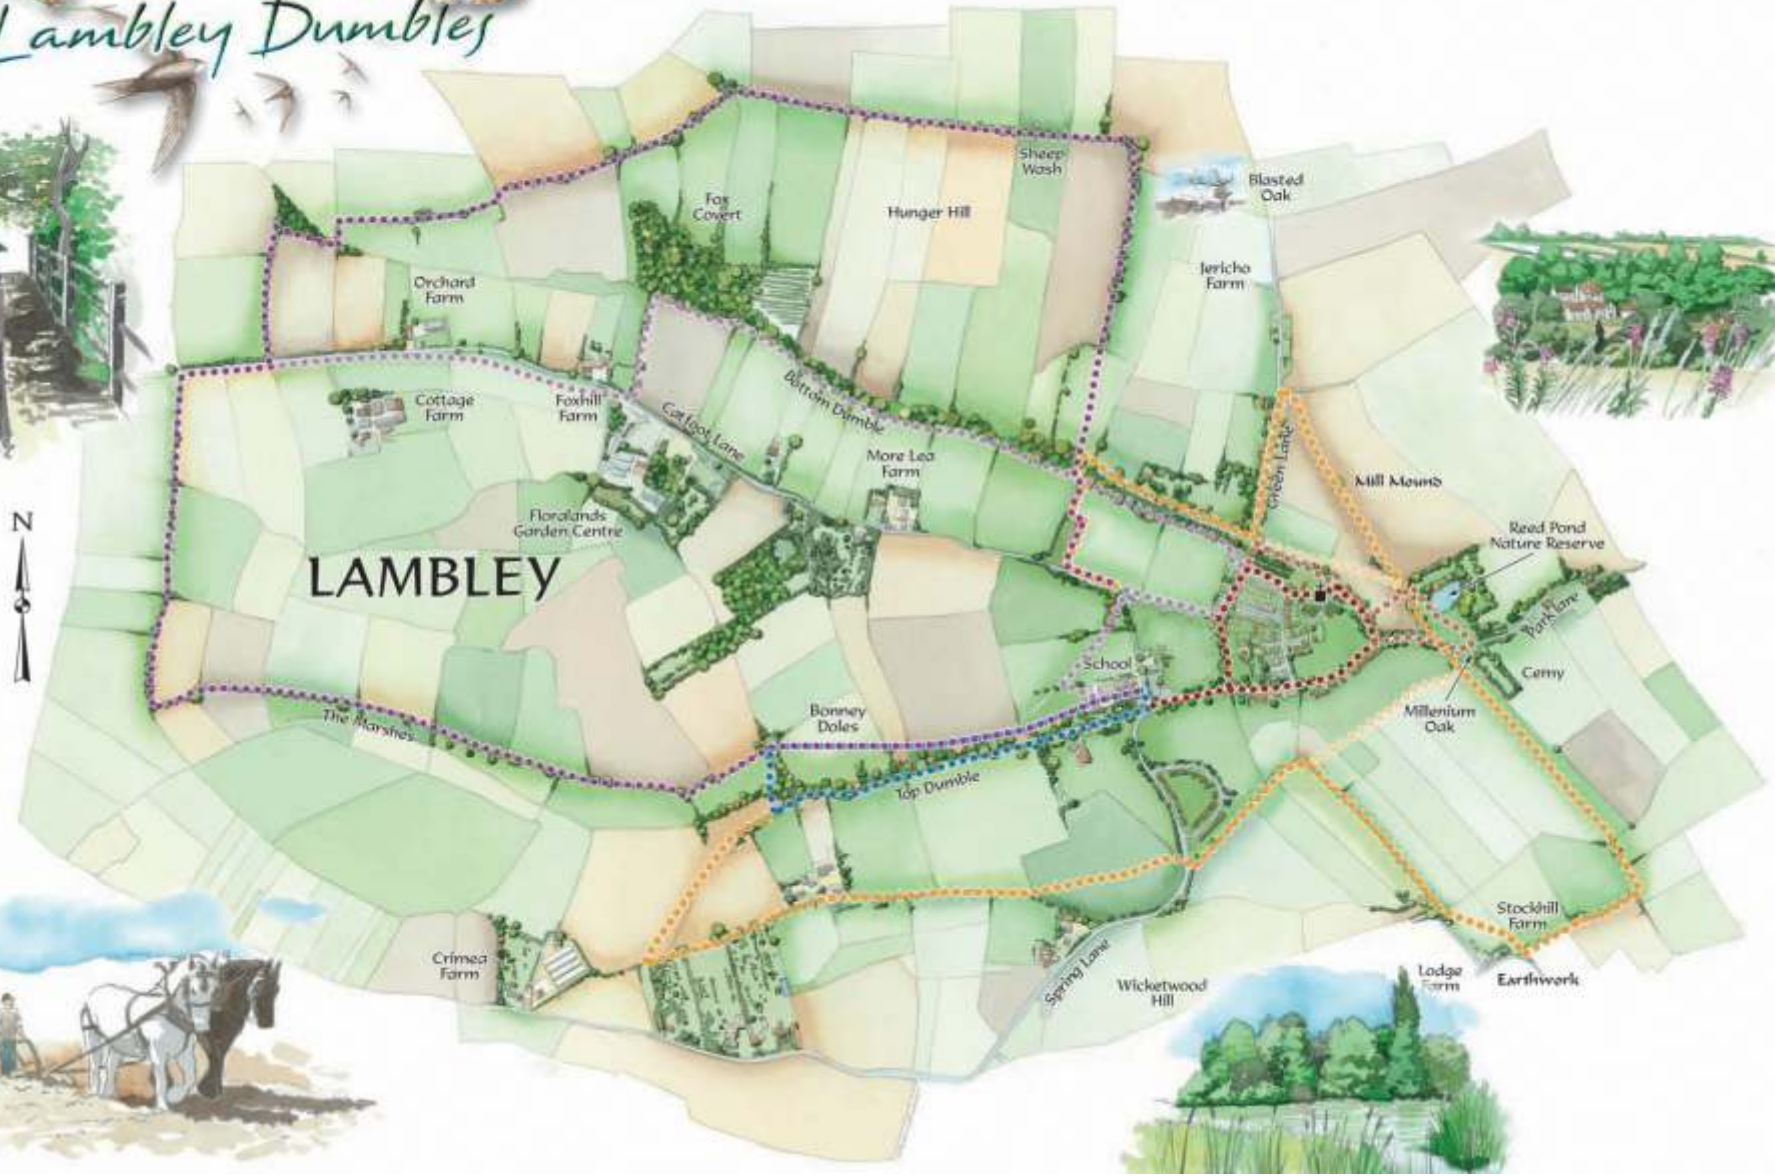 Lambley Dumbles
Sheep
Wash
Blasted
Oak
Fox
Covert
Hunger Hill
Jericho
Farm
Orchard
Farm
Cottage
Farm
Foxhill
Farm
Catfoot Lane
Bottom Dumble
More Lea
Farm
Green Lane
Mill Mound
N
Floralands
Garden Centre
Reed Pond
Nature Reserve
LAMBLEY
Park Lane
School
Cemy
The Marshes
Bonney
Doles
Millenium
Oak
Top Dumble
Stockhill
Farm
Crimea
Farm
Spring Lane
Wicketwood
Hill
Lodge
Farm
Earthwork